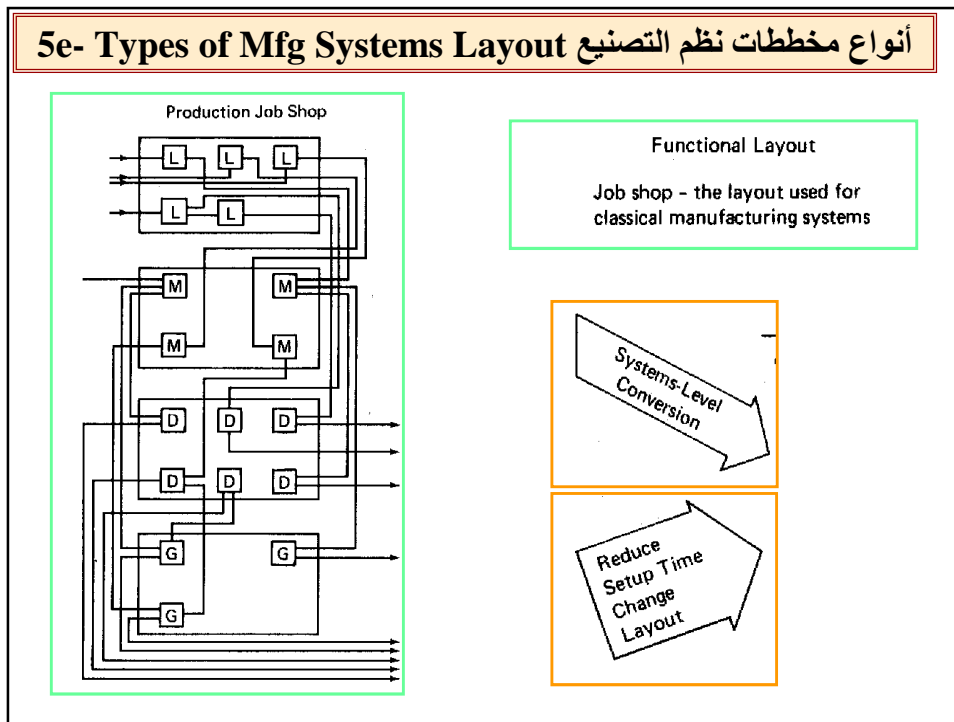 5e- Types of Mfg Systems Layout أنواع مخططات نظم التصنيع
Production Job Shop
L L L
L L
M M
M M
D D D
D D D
G G
G
Functional Layout
Job shop - the layout used for
classical manufacturing systems
Systems-Level
Conversion
Reduce
Setup Time
Change
Layout